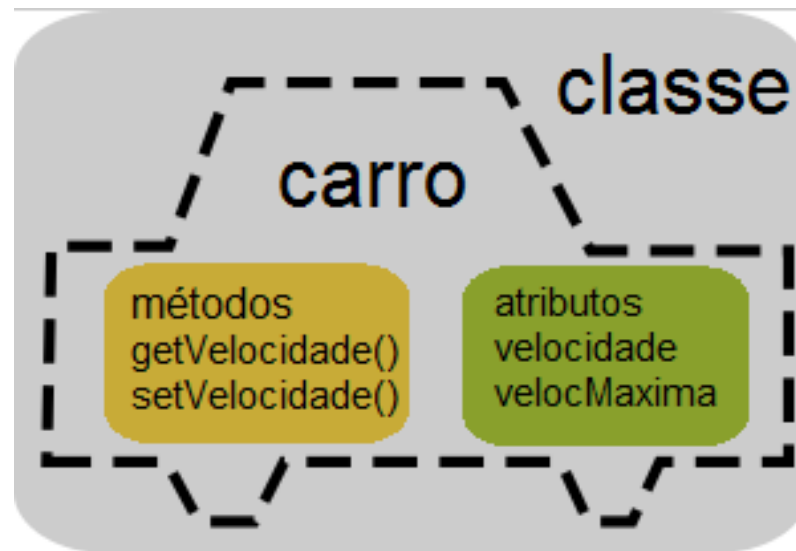 classe
carro
métodos
getVelocidade()
setVelocidade()
atributos
velocidade
velocMaxima